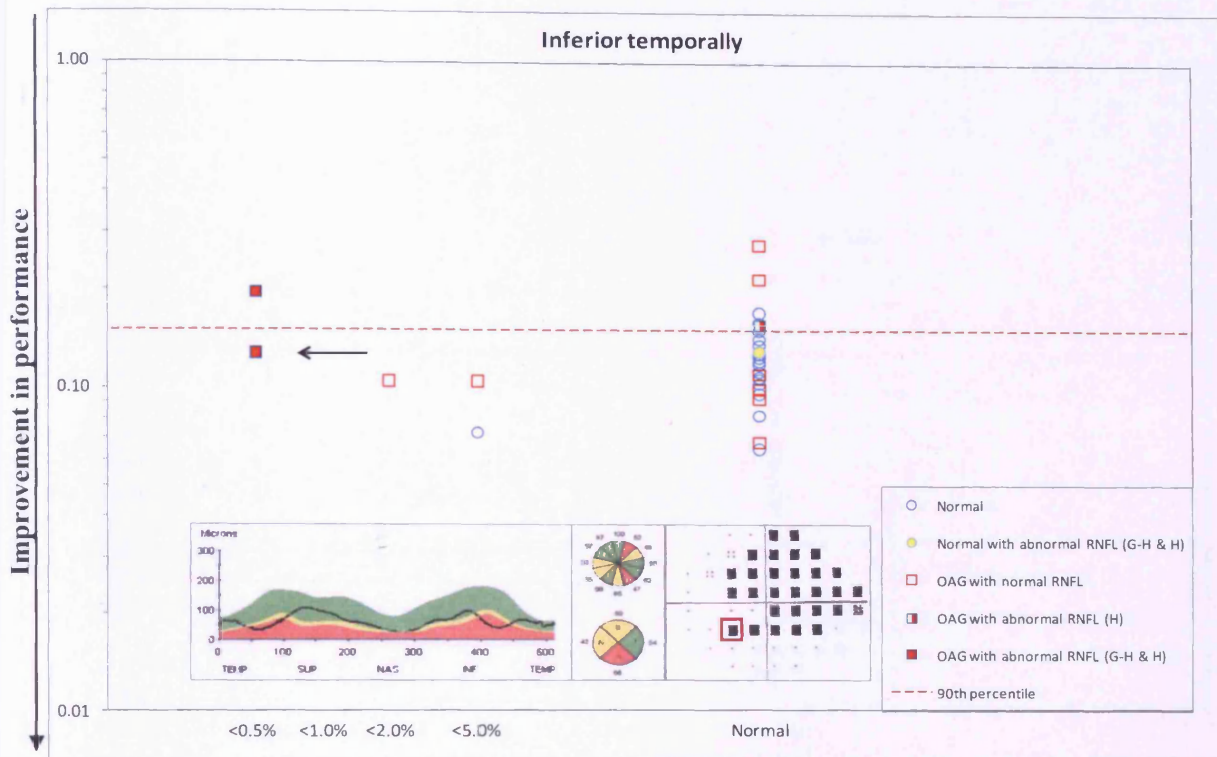 Inferior temporally
Improvement in performance
1.00
0.10
0.01
<0.5% <1.0% <2.0% <5.0% Normal
Normal
Normal with abnormal RNFL (G-H & H)
OAG with normal RNFL
OAG with abnormal RNFL (H)
OAG with abnormal RNFL (G-H & H)
90th percentile
Microns
300
200
100
0
0 100 200 300 400 500 600
TEMP SUP NAS INF TEMP